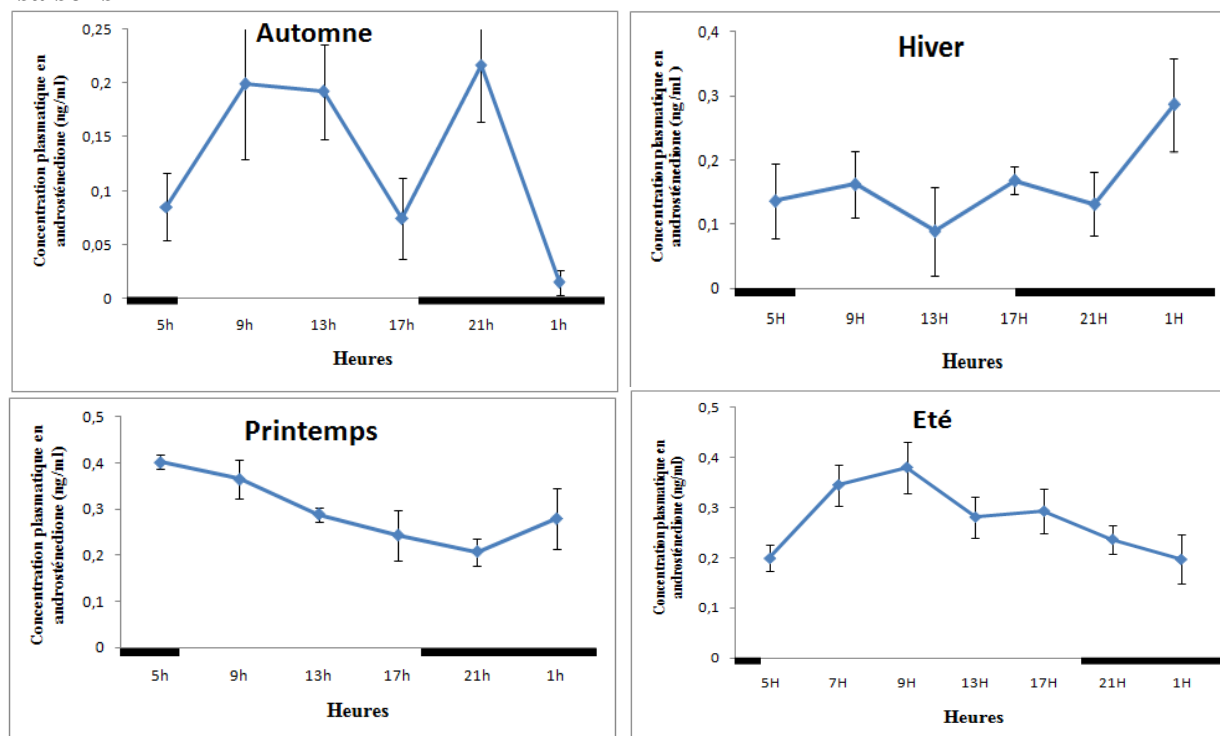 Automne
Concentration plasmatique en
androsténedione (ng/ml)
0,25
0,2
0,15
0,1
0,05
0
5h 9h 13h 17h 21h 1h
Heures
Hiver
Concentration plasmatique en
androsténedione (ng/ml )
0,4
0,3
0,2
0,1
0
5H 9H 13H 17H 21H 1H
Heures
Printemps
Concentration plasmatique en
androsténedione (ng/ml)
0,5
0,4
0,3
0,2
0,1
0
5h 9h 13h 17h 21h 1h
Heures
Eté
Concentration plasmatique en
androsténedione (ng/ml)
0,5
0,4
0,3
0,2
0,1
0
5H 7H 9H 13H 17H 21H 1H
Heures